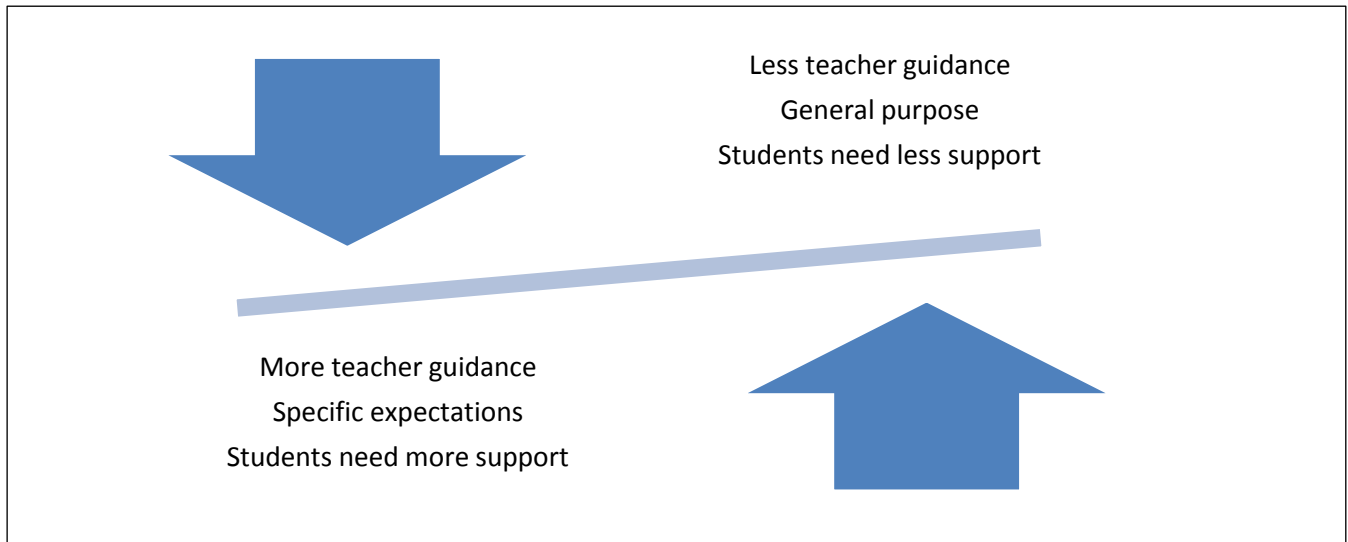 Less teacher guidance
General purpose
Students need less support
More teacher guidance
Specific expectations
Students need more support